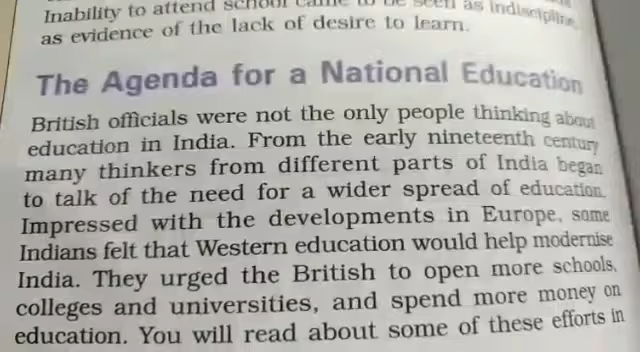 Inability to attend school came to be seen as indiscipline,
as evidence of the lack of desire to learn.
The Agenda for a National Education
British officials were not the only people thinking about
education in India. From the early nineteenth century
many thinkers from different parts of India began
to talk of the need for a wider spread of education.
Impressed with the developments in Europe, some
Indians felt that Western education would help modernise
India. They urged the British to open more schools,
colleges and universities, and spend more money on
education. You will read about some of these efforts in